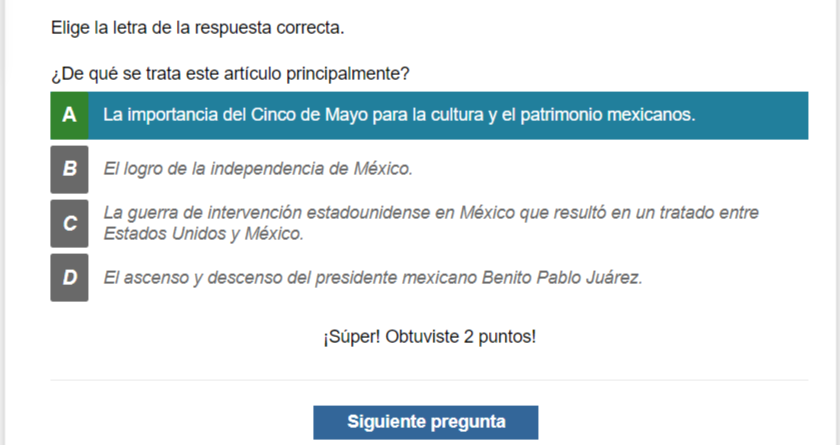 Elige la letra de la respuesta correcta.
¿De qué se trata este artículo principalmente?
A La importancia del Cinco de Mayo para la cultura y el patrimonio mexicanos.
B El logro de la independencia de México.
C La guerra de intervención estadounidense en México que resultó en un tratado entre
Estados Unidos y México.
D El ascenso y descenso del presidente mexicano Benito Pablo Juárez.
¡Súper! Obtuviste 2 puntos!
Siguiente pregunta